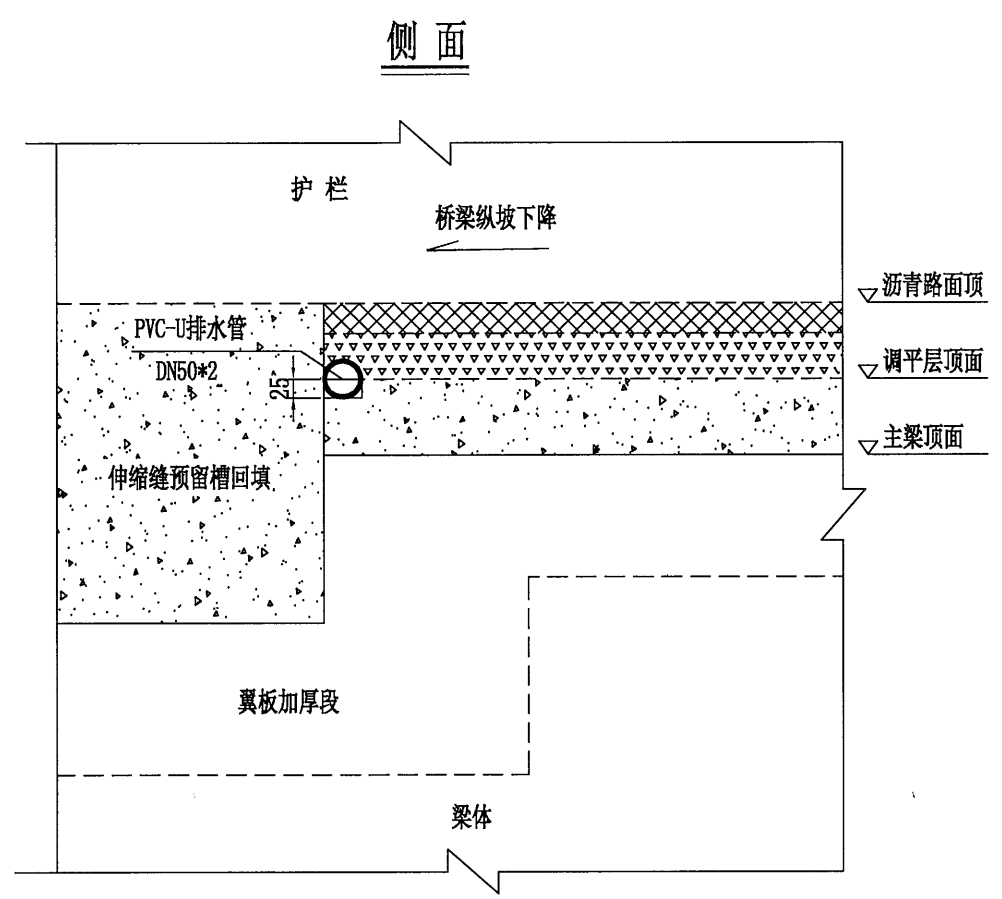 侧 面
护 栏
桥梁纵坡下降
沥青路面顶
PVC-U排水管
DN50*2
25
调平层顶面
主梁顶面
伸缩缝预留槽回填
翼板加厚段
梁体